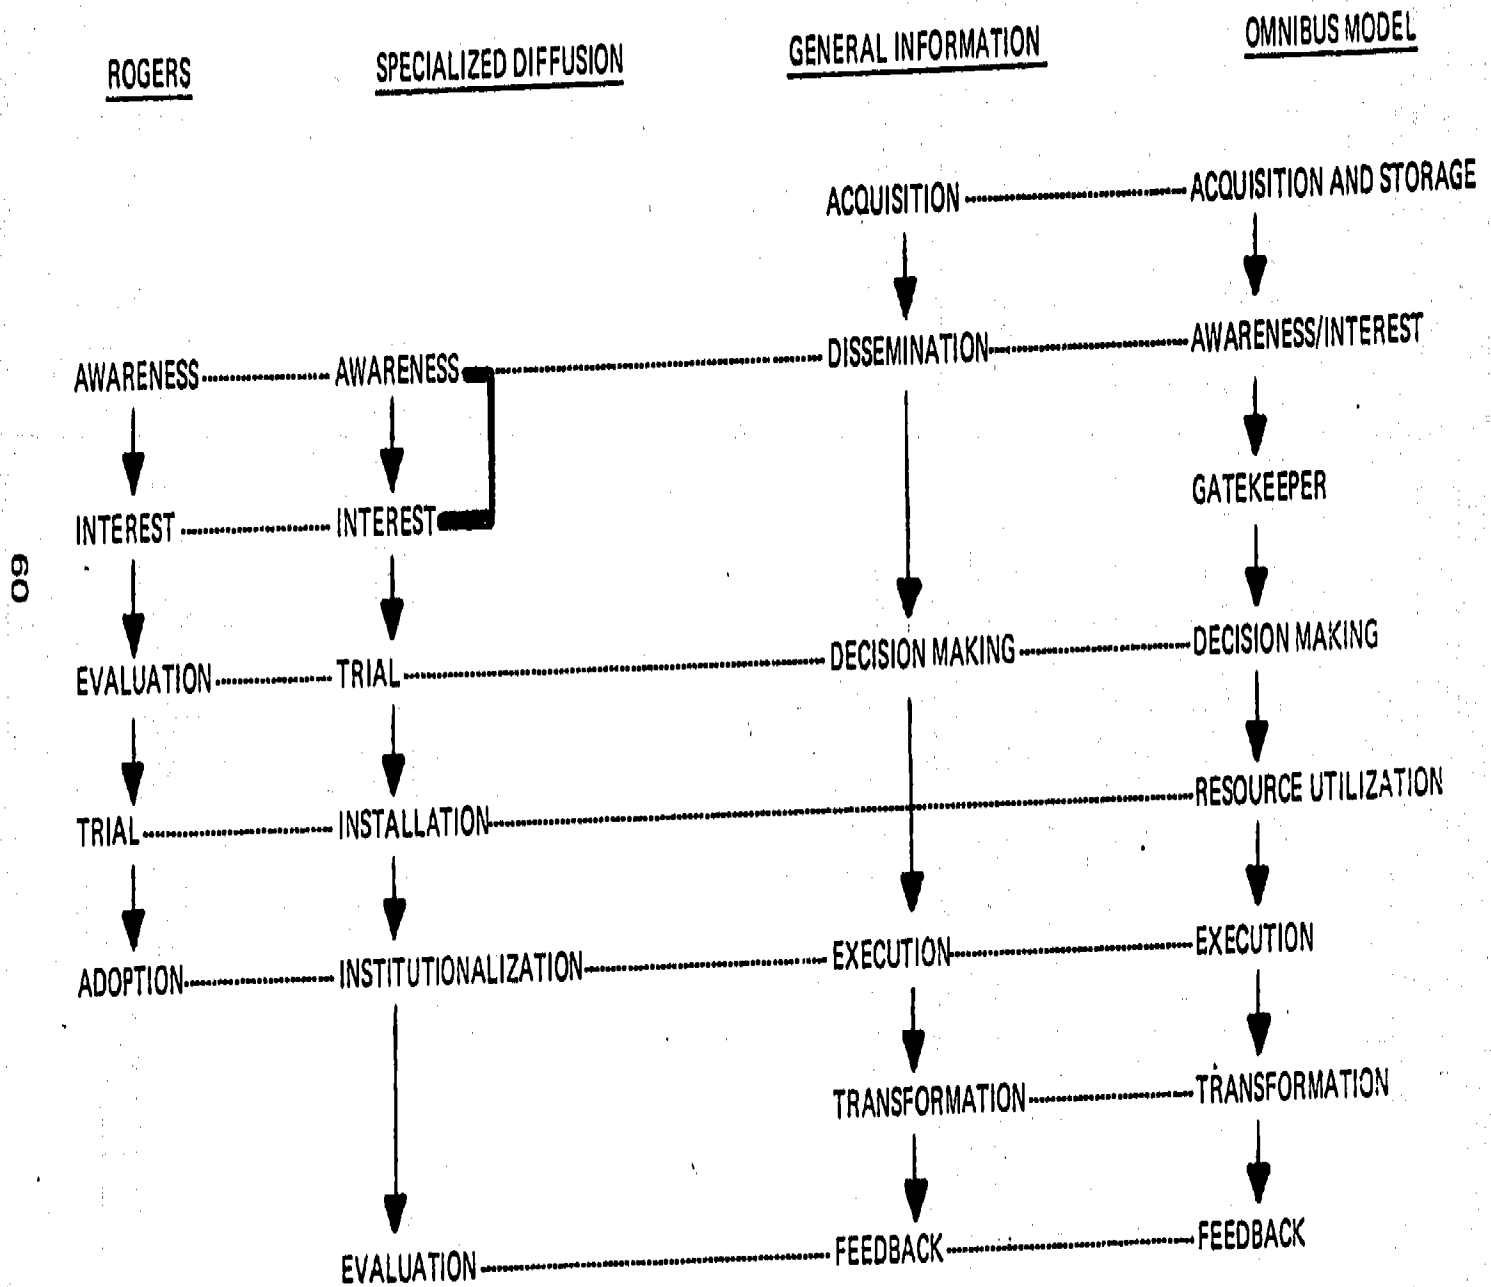 ROGERS SPECIALIZED DIFFUSION GENERAL INFORMATION OMNIBUS MODEL
ACQUISITION ACQUISITION AND STORAGE
AWARENESS AWARENESS DISSEMINATION AWARENESS/INTEREST
INTEREST INTEREST GATEKEEPER
EVALUATION TRIAL DECISION MAKING DECISION MAKING
TRIAL INSTALLATION RESOURCE UTILIZATION
ADOPTION INSTITUTIONALIZATION EXECUTION EXECUTION
TRANSFORMATION TRANSFORMATION
EVALUATION FEEDBACK FEEDBACK
60